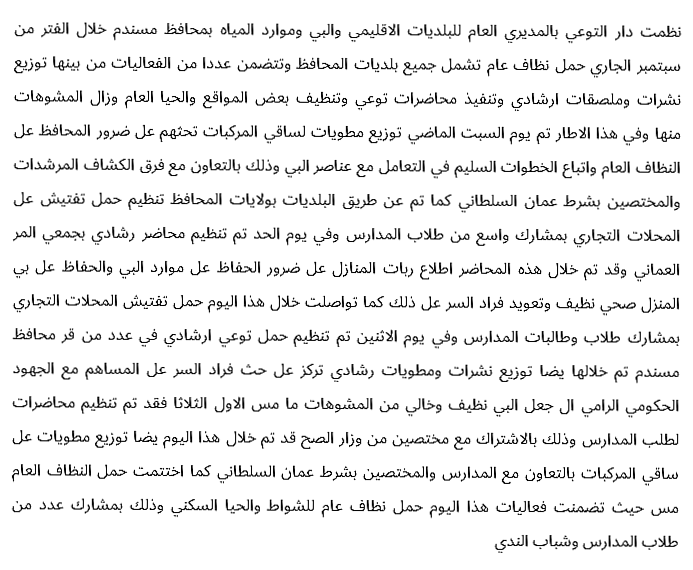 نظمت دار التوعي بالمديري العام للبلديات الاقليمي والبي وموارد المياه بمحافظ مسندم خلال الفتر من
سبتمبر الجاري حمل نظاف عام تشمل جميع بلديات المحافظ وتتضمن عددا من الفعاليات من بينها توزيع
نشرات وملصقات ارشادي وتنفيذ محاضرات توعي وتنظيف بعض المواقع والحيا العام وزال المشوهات
منها وفي هذا الاطار تم يوم السبت الماضي توزيع مطويات لساقي المركبات تحثهم عل ضرور المحافظ عل
النظاف العام واتباع الخطوات السليم في التعامل مع عناصر البي وذلك بالتعاون مع فرق الكشاف المرشدات
والمختصين بشرط عمان السلطاني كما تم عن طريق البلديات بولايات المحافظ تنظيم حمل تفتيش عل
المحلات التجاري بمشارك واسع من طلاب المدارس وفي يوم الحد تم تنظيم محاضر رشادي بجمعي المر
العماني وقد تم خلال هذه المحاضر اطلاع ربات المنازل عل ضرور الحفاظ عل موارد البي والحفاظ عل بي
المنزل صحي نظيف وتعويد فراد السر عل ذلك كما تواصلت خلال هذا اليوم حمل تفتيش المحلات التجاري
بمشارك طلاب وطالبات المدارس وفي يوم الاثنين تم تنظيم حمل توعي ارشادي في عدد من قر محافظ
مسندم تم خلالها يضا توزيع نشرات ومطويات رشادي تركز عل حث فراد السر عل المساهم مع الجهود
الحكومي الرامي ال جعل البي نظيف وخالي من المشوهات ما مس الاول الثلاثا فقد تم تنظيم محاضرات
لطلب المدارس وذلك بالاشتراك مع مختصين من وزار الصح قد تم خلال هذا اليوم يضا توزيع مطويات عل
ساقي المركبات بالتعاون مع المدارس والمختصين بشرط عمان السلطاني كما اختتمت حمل النظاف العام
مس حيث تضمنت فعاليات هذا اليوم حمل نظاف عام للشواط والحيا السكني وذلك بمشارك عدد من
طلاب المدارس وشباب الندي